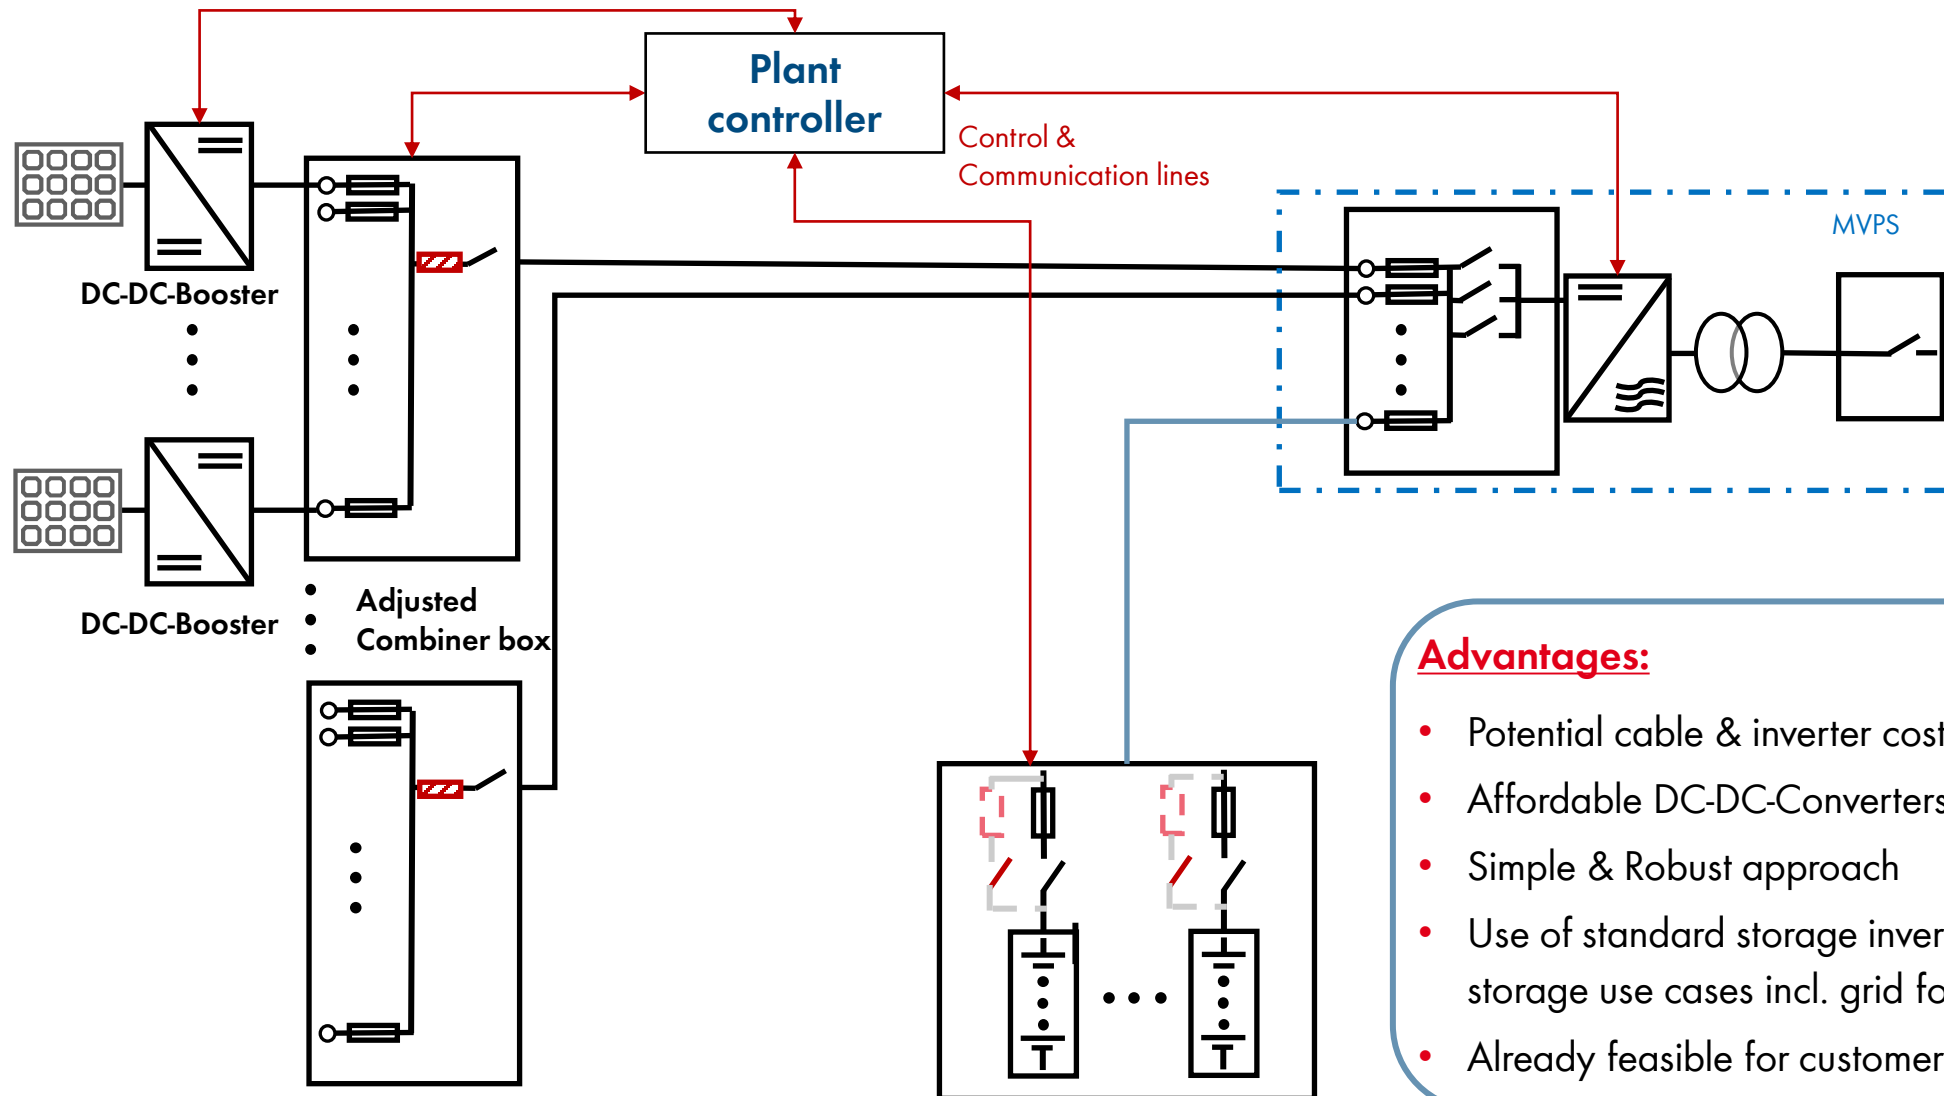 Plant
controller
Control &
Communication lines
MVPS
DC-DC-Booster
DC-DC-Booster
Adjusted
Combiner box
Advantages:
• Potential cable & inverter cost
• Affordable DC-DC-Converters
• Simple & Robust approach
• Use of standard storage
storage use cases incl. grid
• Already feasible for customer